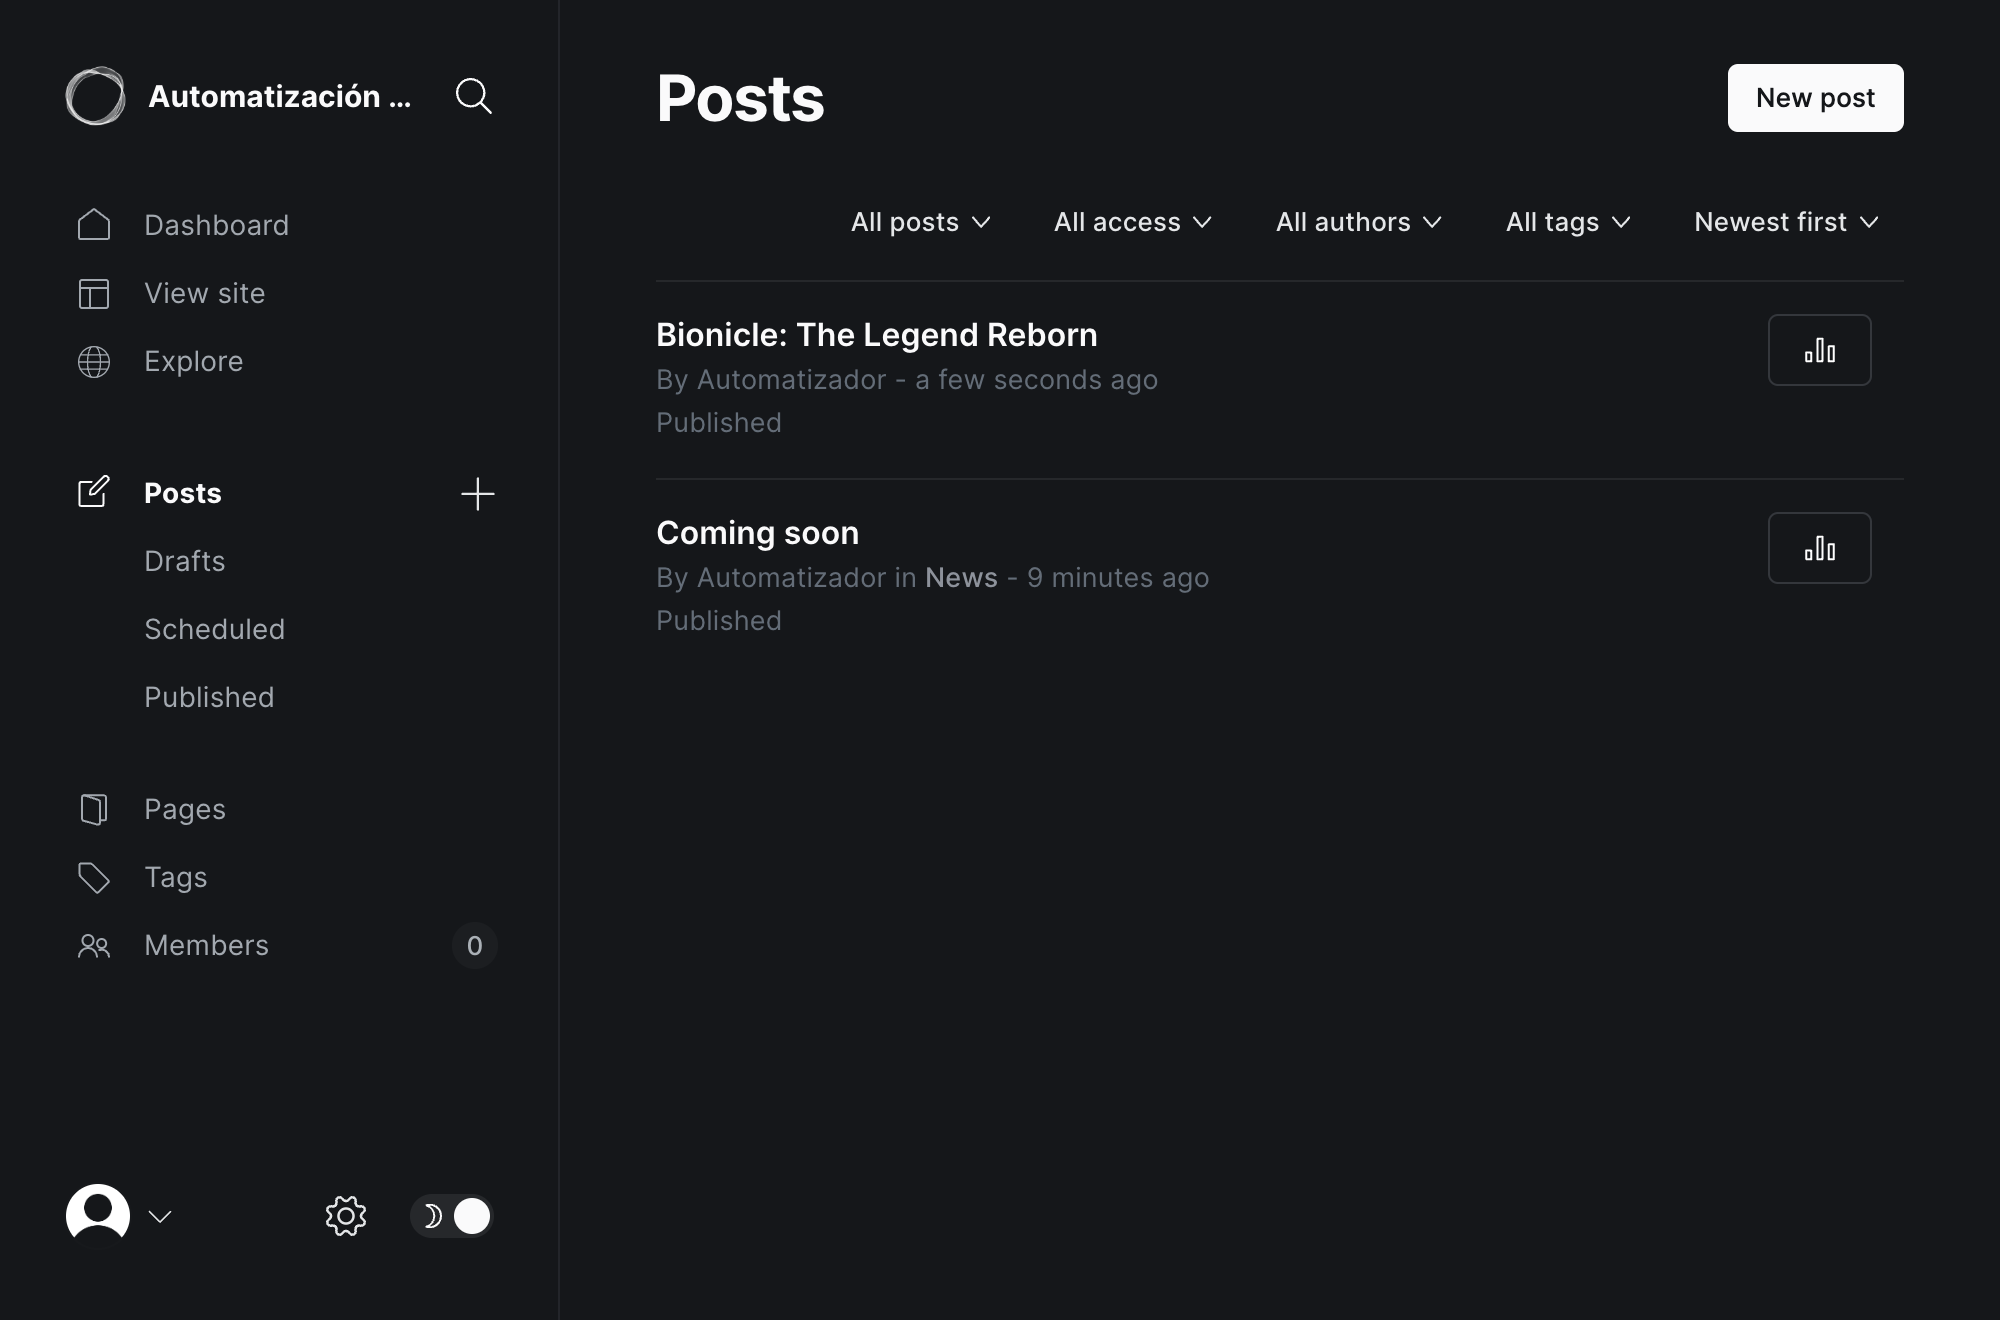 Automatización ...
Dashboard
View site
Explore
Posts
Drafts
Scheduled
Published
Pages
Tags
Members 0
Posts
New post
All posts All access All authors All tags Newest first
Bionicle: The Legend Reborn
By Automatizador - a few seconds ago
Published
Coming soon
By Automatizador in News - 9 minutes ago
Published